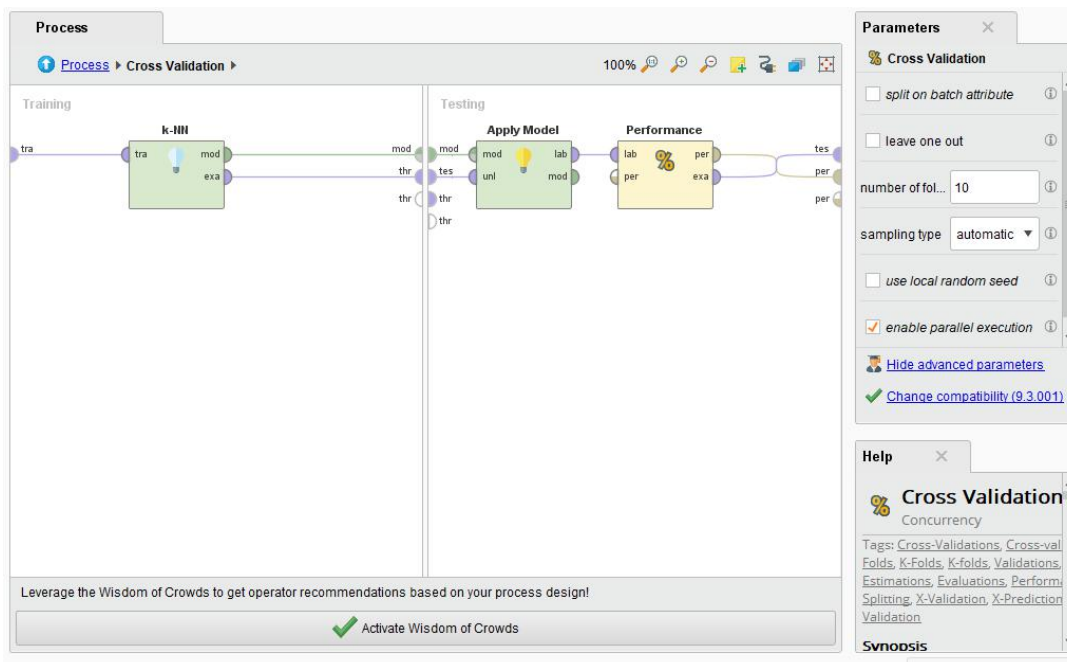 Process
Process ▸ Cross Validation ▸
100%
Training
Testing
k-NN
Apply Model
Performance
tra
tra
mod
exa
mod
thr
thr
mod
tes
thr
thr
mod
unl
lab
mod
lab
per
per
exa
tes
per
per
Leverage the Wisdom of Crowds to get operator recommendations based on your process design!
Activate Wisdom of Crowds
Parameters
Cross Validation
split on batch attribute
leave one out
number of fol... 10
sampling type automatic
use local random seed
enable parallel execution
Hide advanced parameters
Change compatibility (9.3.001)
Help
Cross Validation
Concurrency
Tags: Cross-Validations, Cross-val
Folds, K-Folds, K-folds, Validations,
Estimations, Evaluations, Perform
Splitting, X-Validation, X-Prediction
Validation
Synopsis